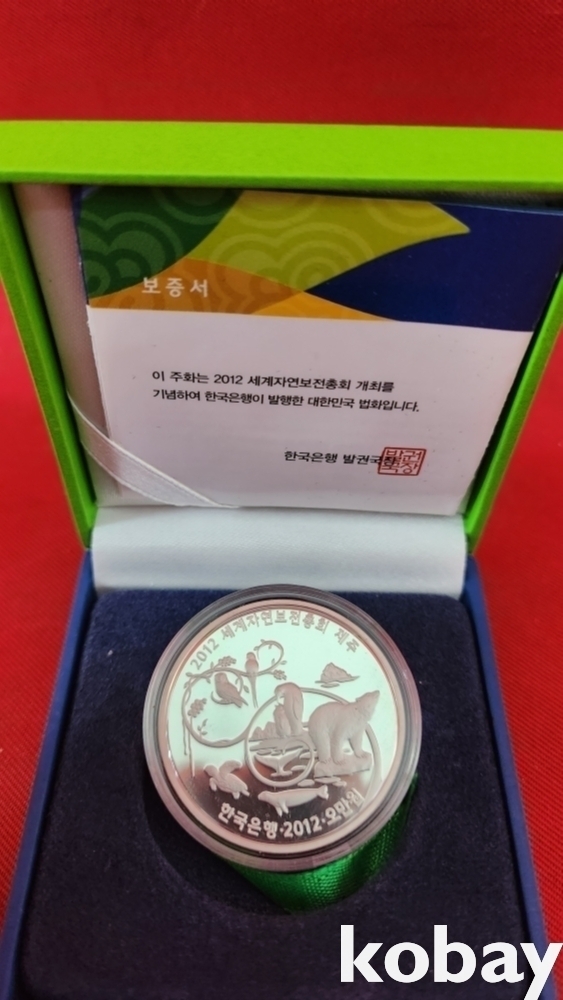 보증서
이 주화는 2012 세계자연보전총회 개최를
기념하여 한국은행이 발행한 대한민국 법화입니다.
한국은행 발권국장
2012 세계자연보전총회 제주
한국은행·2012·오만원
kobay